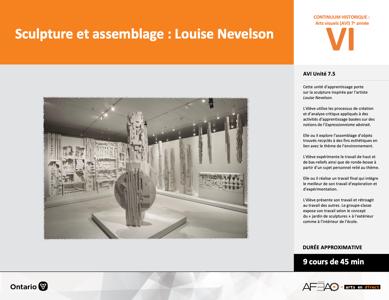 Sculpture et assemblage : Louise Nevelson
CONTINUUM HISTORIQUE :
Arts visuels (AVI) 7e année
VI
AVI Unité 7.5
Cette unité d'apprentissage porte
sur la sculpture inspirée par l'artiste
Louise Nevelson.
L'élève utilise les processus de création
et d'analyse critique appliqués à des
activités d'apprentissage basées sur des
notions de l'Expressionnisme abstrait.
Elle ou il explore l'assemblage d'objets
trouvés recyclés à des fins esthétiques en
lien avec le thème de l'environnement.
L'élève expérimente le travail de haut et
de bas-reliefs ainsi que de ronde-bosse à
partir d'un sujet personnel relié au thème.
Elle ou il réalise un travail final qui intègre
le meilleur de son travail d'exploration et
d'expérimentation.
L'élève présente son travail et rétroagit
au travail des autres. Le groupe-classe
expose son travail selon le concept
du « jardin de sculptures » à l'extérieur
comme à l'intérieur de l'école.
DURÉE APPROXIMATIVE
9 cours de 45 min
Ontario
AFEAO arts en direct